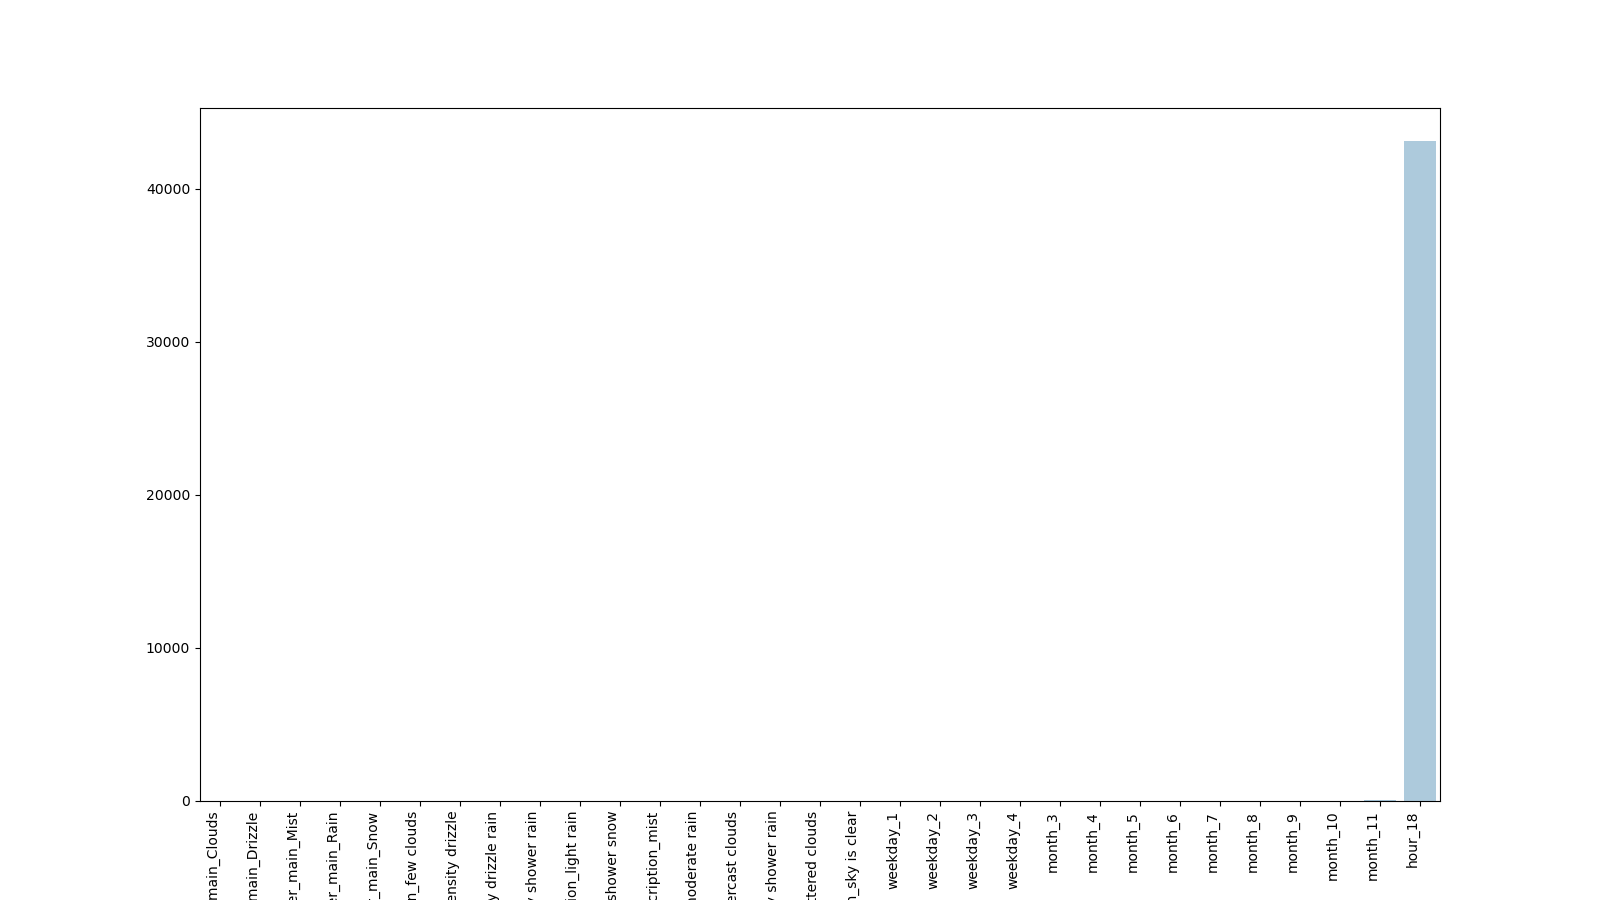 40000
30000
20000
10000
0
main_Clouds
main_Drizzle
er_main_Mist
er_main_Rain
r_main_Snow
n_few clouds
ensity drizzle
y drizzle rain
y shower rain
ion_light rain
shower snow
cription_mist
moderate rain
ercast clouds
y shower rain
ttered clouds
n_sky is clear
weekday_1
weekday_2
weekday_3
weekday_4
month_3
month_4
month_5
month_6
month_7
month_8
month_9
month_10
month_11
hour_18